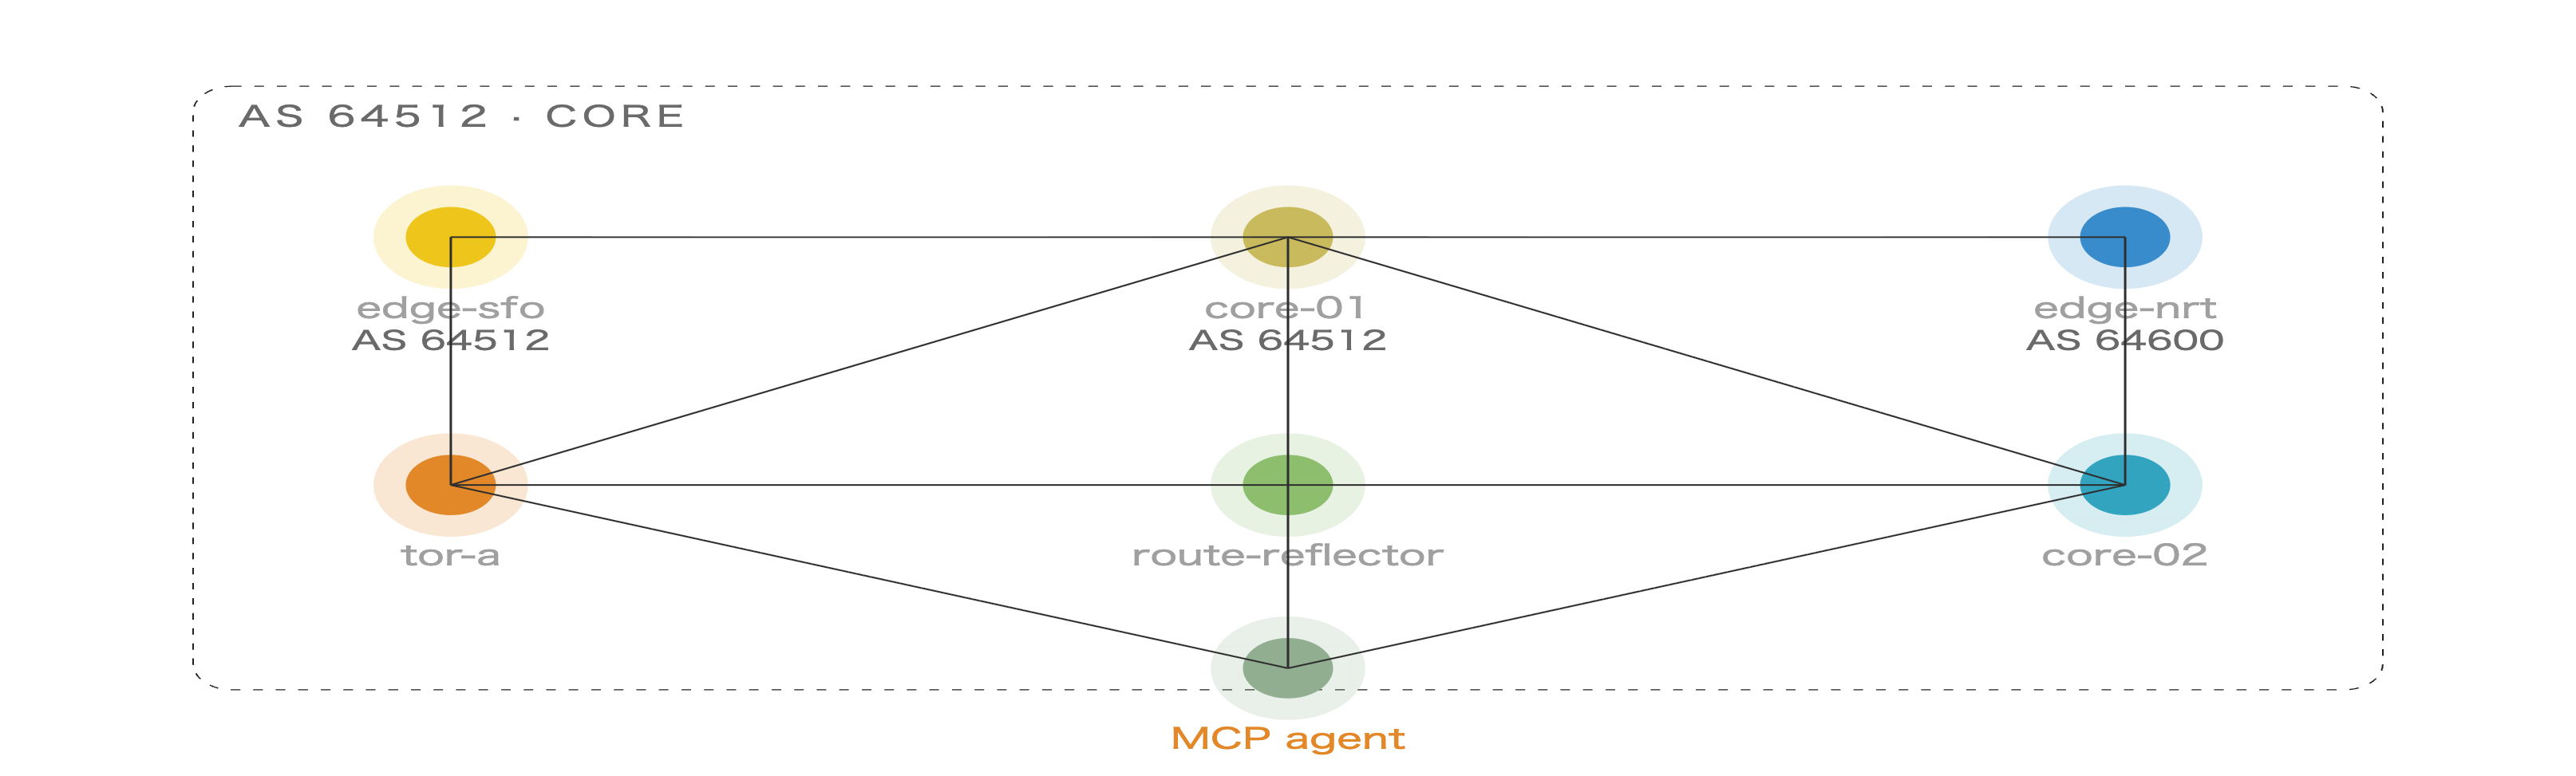 AS 64512 · CORE
edge-sfo
AS 64512
core-01
AS 64512
edge-nrt
AS 64600
tor-a
route-reflector
core-02
MCP agent